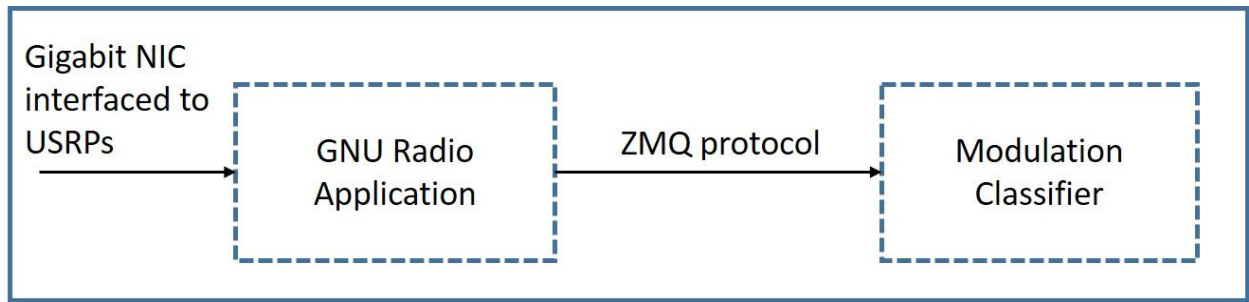 Gigabit NIC
interfaced to
USRPs
GNU Radio
Application
ZMQ protocol
Modulation
Classifier